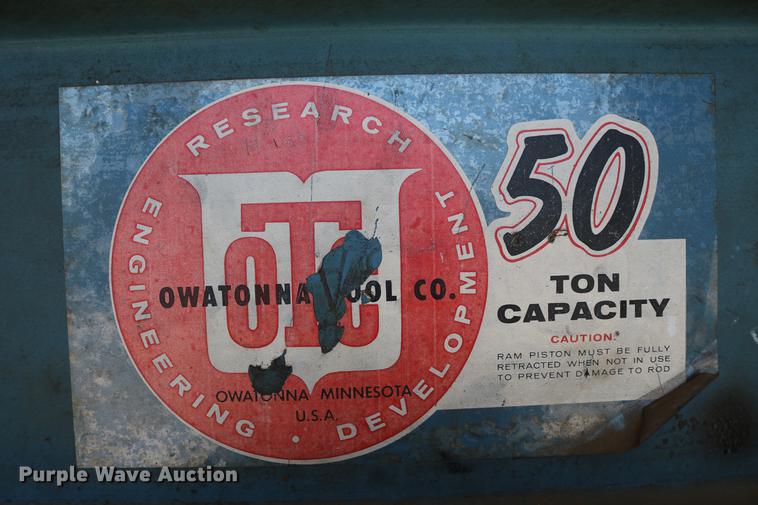 RESEARCH
ENGINEERING · DEVELOPMENT
OTC
OWATONNA TOOL CO.
OWATONNA MINNESOTA
U.S.A.
50
TON
CAPACITY
CAUTION:
RAM PISTON MUST BE FULLY
RETRACTED WHEN NOT IN USE
TO PREVENT DAMAGE TO ROD
Purple Wave Auction